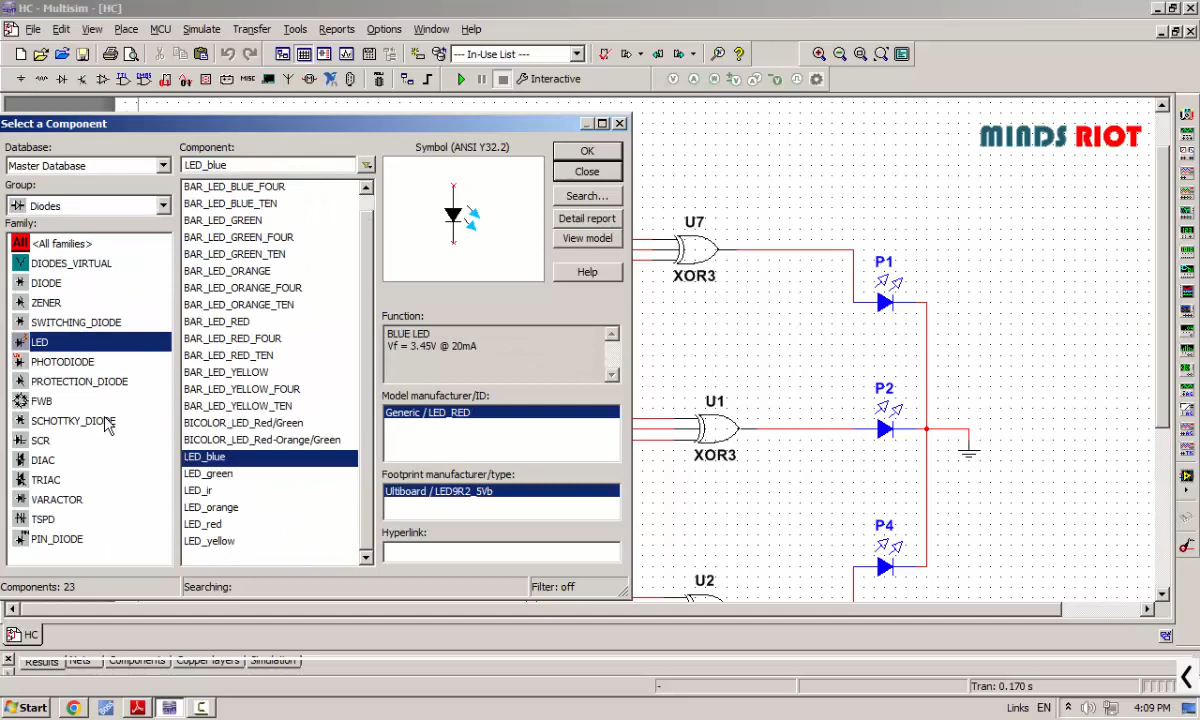 HC - Multisim - [HC]
File Edit View Place MCU Simulate Transfer Tools Reports Options Window Help
--- In-Use List ---
Interactive
MINDS RIOT
Select a Component
Database:
Master Database
Group:
Diodes
Family:
All <All families>
DIODES_VIRTUAL
DIODE
ZENER
SWITCHING_DIODE
LED
PHOTODIODE
PROTECTION_DIODE
FWB
SCHOTTKY_DIODE
SCR
DIAC
TRIAC
VARACTOR
TSPD
PIN_DIODE
Component:
LED_blue
BAR_LED_BLUE_FOUR
BAR_LED_BLUE_TEN
BAR_LED_GREEN
BAR_LED_GREEN_FOUR
BAR_LED_GREEN_TEN
BAR_LED_ORANGE
BAR_LED_ORANGE_FOUR
BAR_LED_ORANGE_TEN
BAR_LED_RED
BAR_LED_RED_FOUR
BAR_LED_RED_TEN
BAR_LED_YELLOW
BAR_LED_YELLOW_FOUR
BAR_LED_YELLOW_TEN
BICOLOR_LED_Red/Green
BICOLOR_LED_Red-Orange/Green
LED_blue
LED_green
LED_ir
LED_orange
LED_red
LED_yellow
Symbol (ANSI Y32.2)
Function:
BLUE LED
Vf = 3.45V @ 20mA
Model manufacturer/ID:
Generic / LED_RED
Footprint manufacturer/type:
Ultiboard / LED9R2_5Vb
Hyperlink:
OK
Close
Search...
Detail report
View model
Help
Components: 23
Searching:
Filter: off
U7
XOR3
P1
P2
U1
XOR3
P4
U2
HC
Results Nets Components Copper layers Simulation
-
Tran: 0.170 s
Start
Links EN 4:09 PM